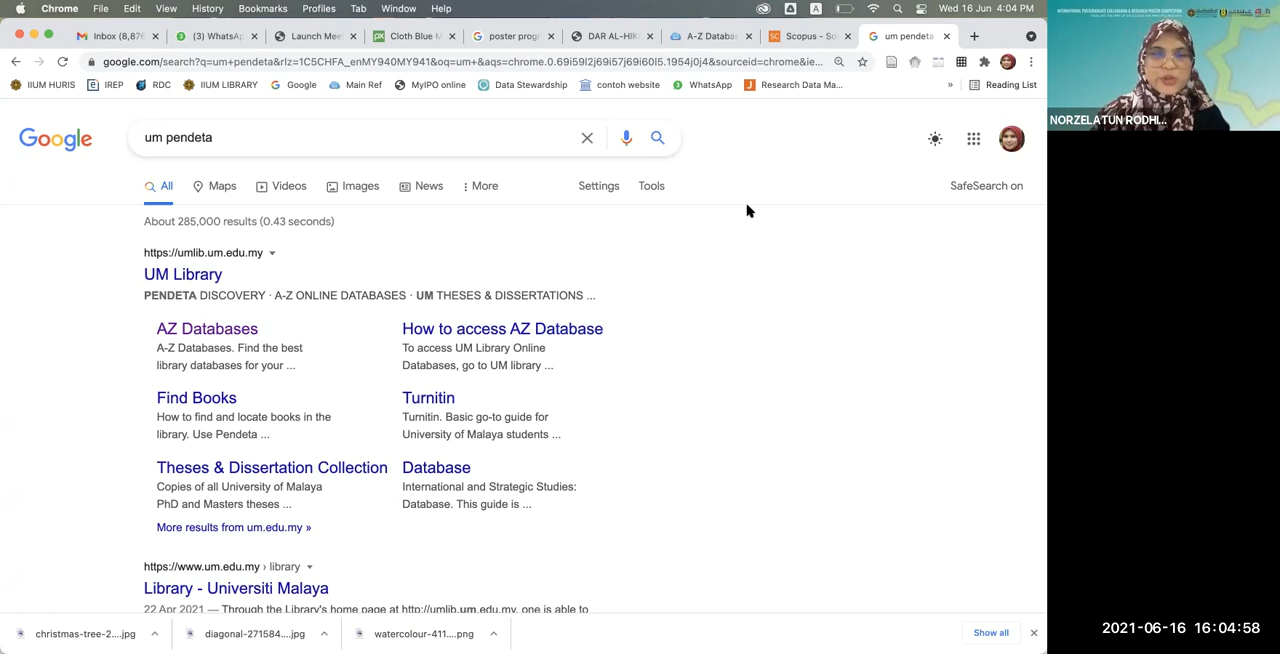 Chrome File Edit View History Bookmarks Profiles Tab Window Help
A
Wed 16 Jun 4:04 PM
Inbox (8,876
(3) WhatsAp
Launch Mee
Cloth Blue M
poster prog
DAR AL-HIK
A-Z Databas
Scopus - So
um pendeta
google.com/search?q=um+pendeta&rlz=1C5CHFA_enMY940MY941&oq=um+&aqs=chrome.0.69i59l2j69i57j69i60l5.1954j0j4&sourceid=chrome&ie...
IIUM HURIS
IREP
RDC
IIUM LIBRARY
Google
Main Ref
MyIPO online
Data Stewardship
contoh website
WhatsApp
Research Data Ma...
»
Reading List
Google
um pendeta
All
Maps
Videos
Images
News
More
Settings
Tools
SafeSearch on
About 285,000 results (0.43 seconds)
https://umlib.um.edu.my
UM Library
PENDETA DISCOVERY · A-Z ONLINE DATABASES · UM THESES & DISSERTATIONS ...
AZ Databases
A-Z Databases. Find the best
library databases for your ...
How to access AZ Database
To access UM Library Online
Databases, go to UM library ...
Find Books
How to find and locate books in the
library. Use Pendeta ...
Turnitin
Turnitin. Basic go-to guide for
University of Malaya students ...
Theses & Dissertation Collection
Copies of all University of Malaya
PhD and Masters theses ...
Database
International and Strategic Studies:
Database. This guide is ...
More results from um.edu.my »
https://www.um.edu.my › library
Library - Universiti Malaya
22 Apr 2021 — Through the Library's home page at http://umlib.um.edu.my, one is able to
christmas-tree-2....jpg
diagonal-271584....jpg
watercolour-411....png
Show all
INTERNATIONAL POSTGRADUATE COLLOQUIUM & RESEARCH POSTER COMPETITION
NORZELATUN RODHI...
2021-06-16 16:04:58